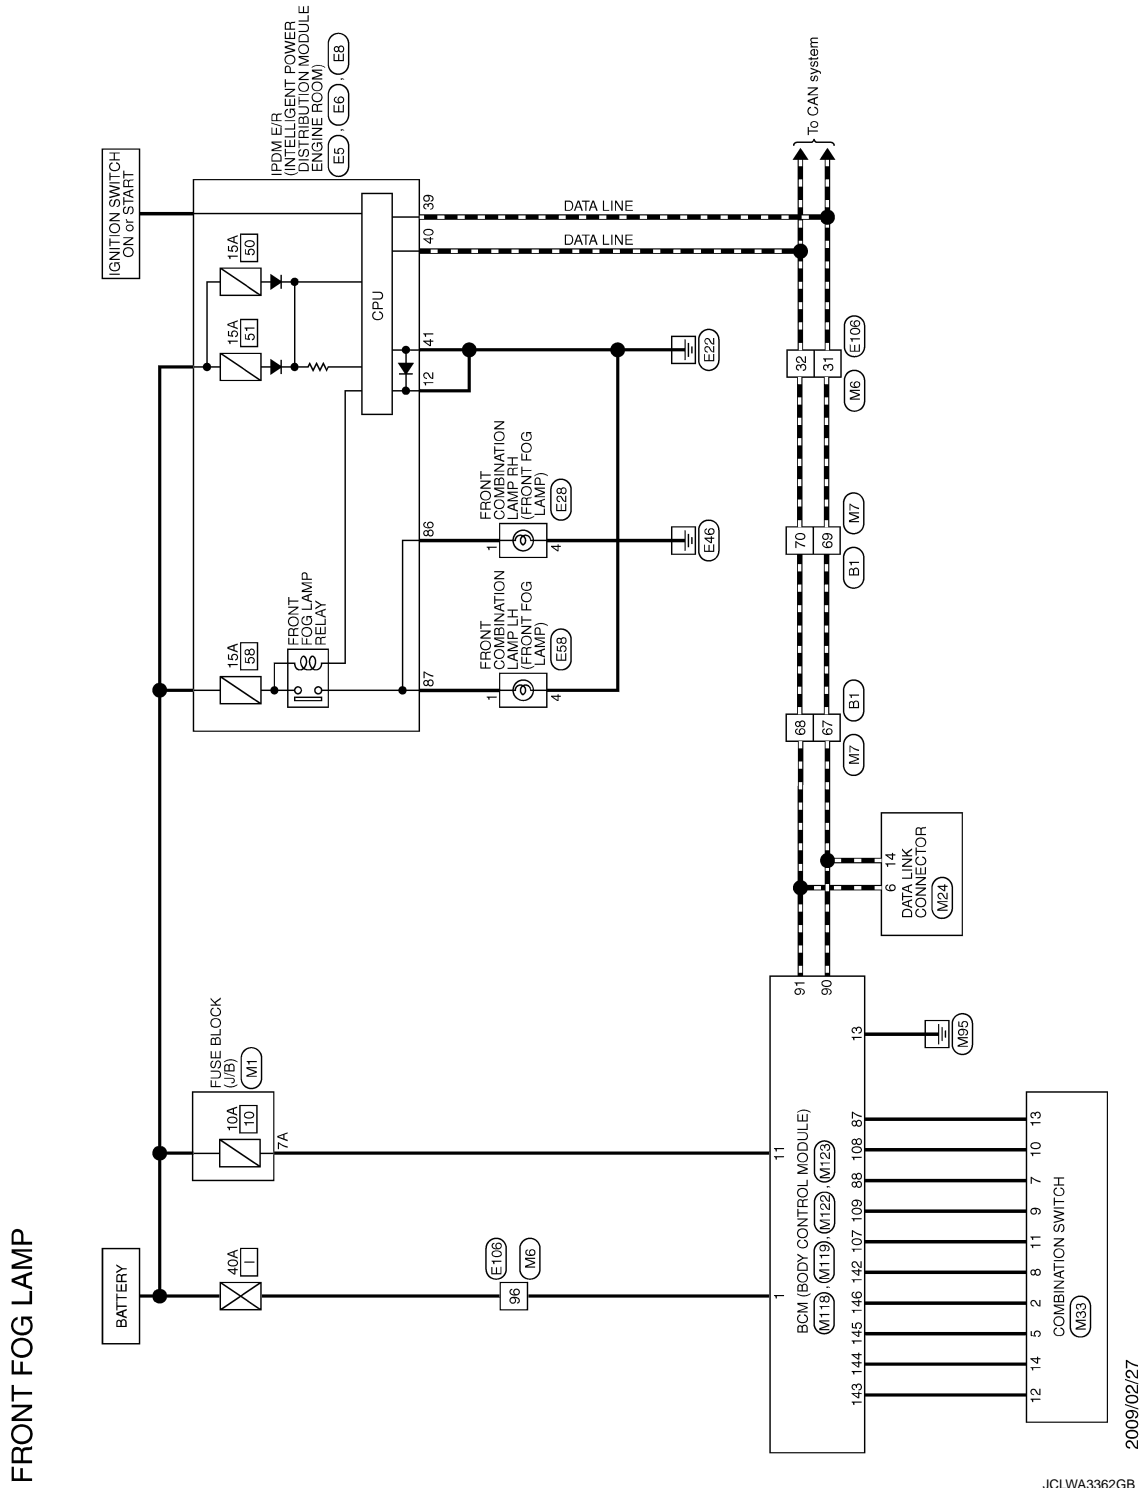 FRONT FOG LAMP
BATTERY
IGNITION SWITCH
ON or START
40A
I
FUSE BLOCK
(J/B)
M1
10A
10
7A
15A
58
15A
51
15A
50
IPDM E/R
(INTELLIGENT POWER
DISTRIBUTION MODULE
ENGINE ROOM)
E5 , E6 , E8
FRONT
FOG LAMP
RELAY
CPU
87
86
12
41
40
39
DATA LINE
DATA LINE
E106
M6
96
FRONT
COMBINATION
LAMP LH
(FRONT FOG
LAMP)
E58
1
4
FRONT
COMBINATION
LAMP RH
(FRONT FOG
LAMP)
E28
1
4
E46
E22
To CAN system
1
11
BCM (BODY CONTROL MODULE)
M118 , M119 , M122 , M123
91
90
13
M95
68
67
B1
M7
70
69
M7
B1
32
31
E106
M6
6
14
DATA LINK
CONNECTOR
M24
143
144
145
146
142
107
109
88
108
87
12
14
5
2
8
11
9
7
10
13
COMBINATION SWITCH
M33
2009/02/27
JCLWA3362GB